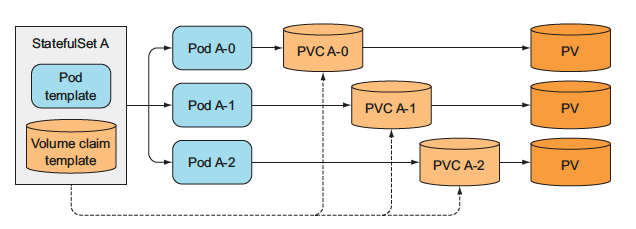 StatefulSet A
Pod
template
Volume claim
template
Pod A-0
PVC A-0
PV
Pod A-1
PVC A-1
PV
Pod A-2
PVC A-2
PV